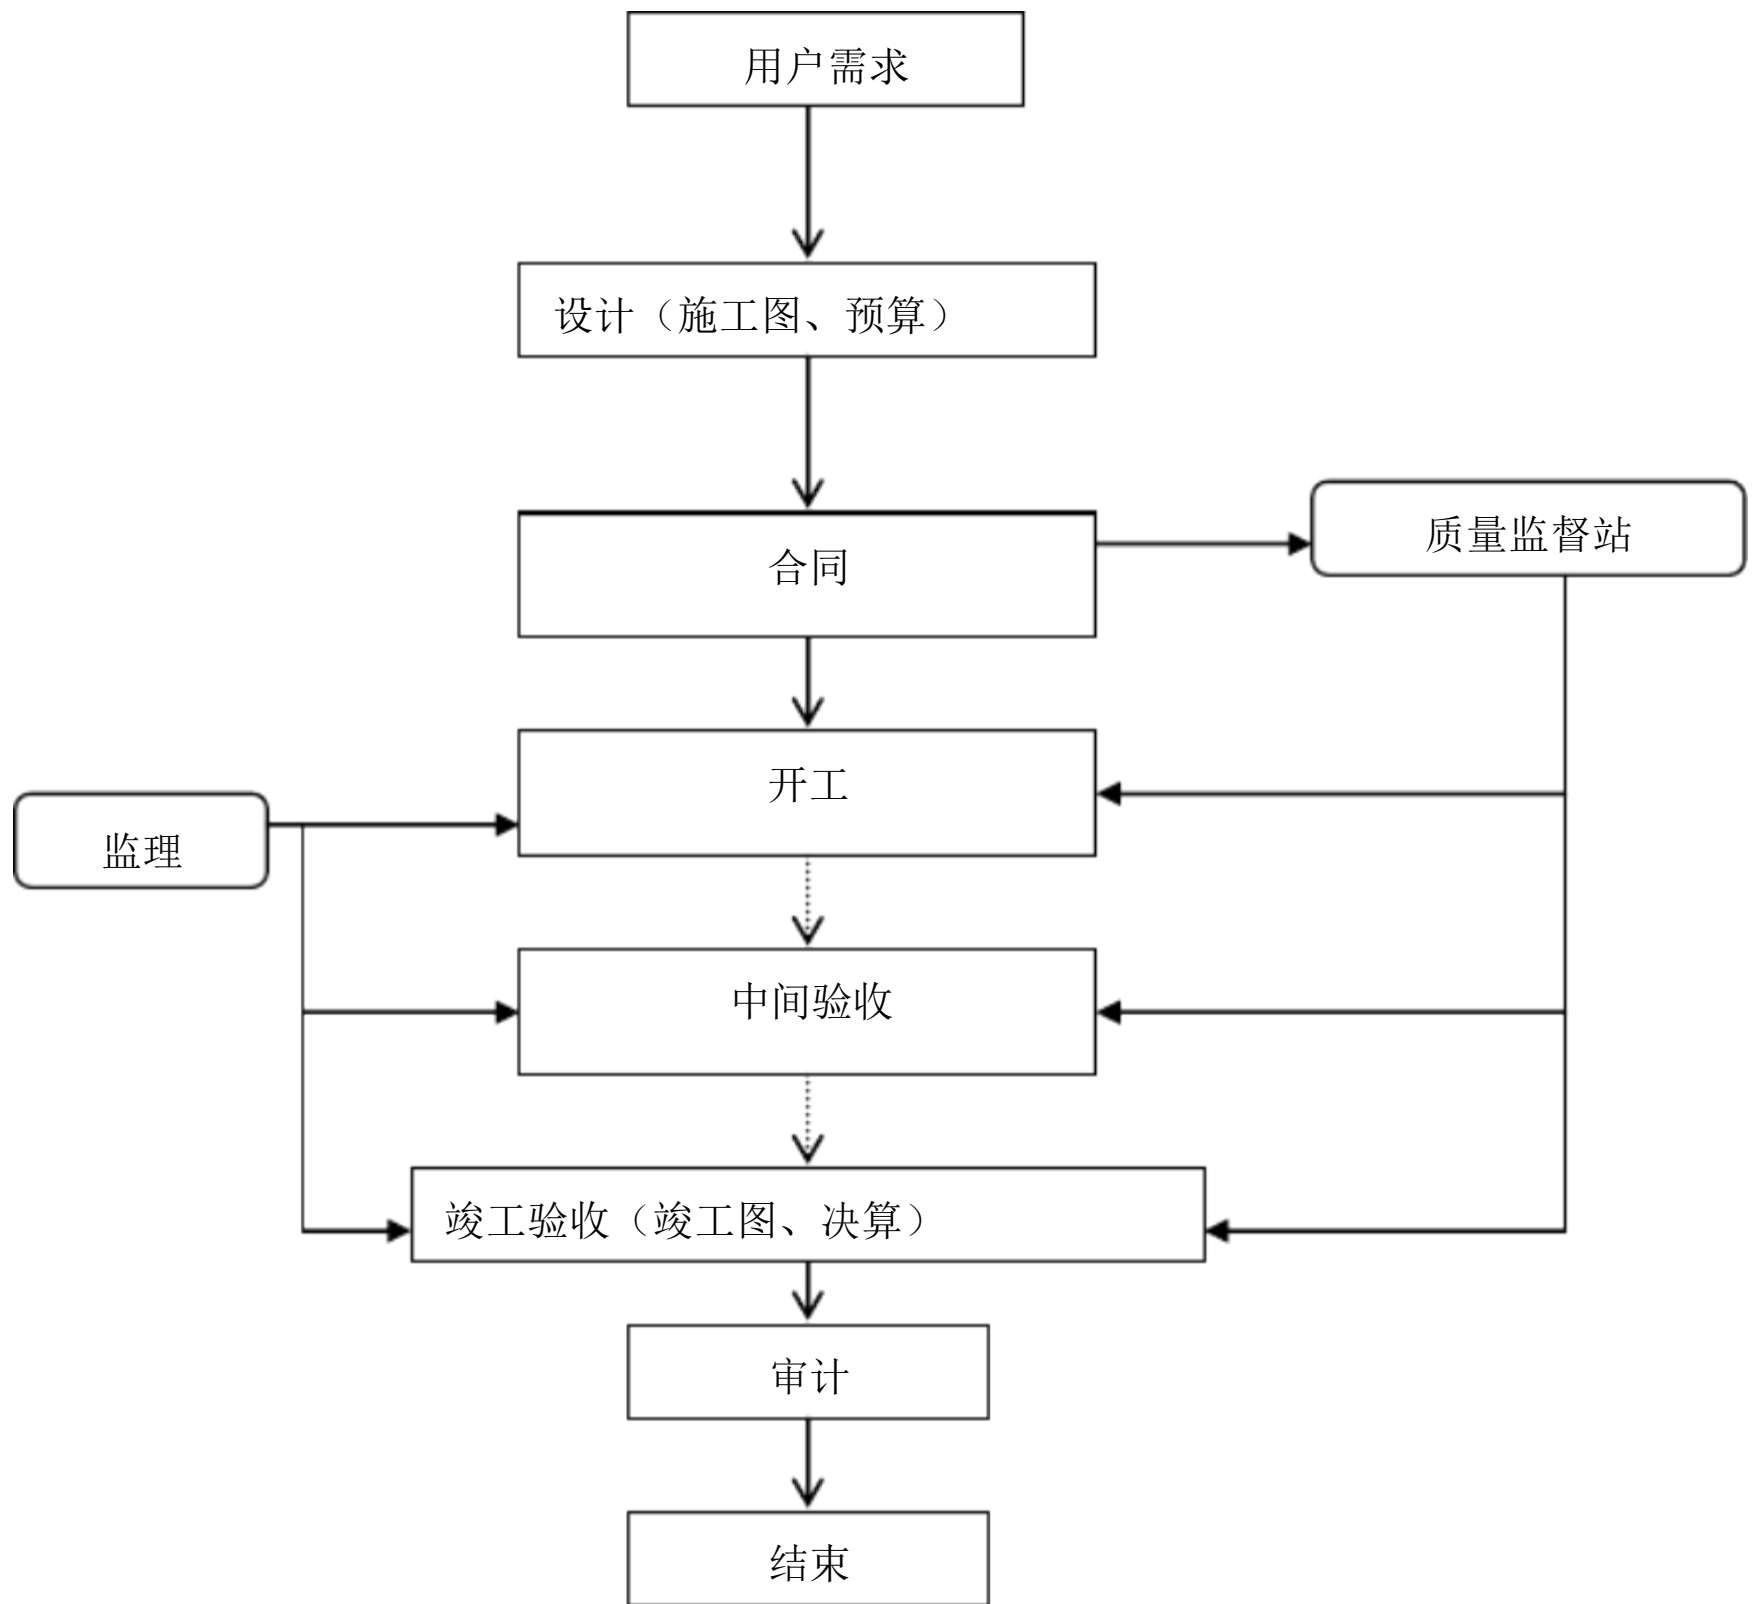 用户需求
设计（施工图、预算）
合同
质量监督站
开工
监理
中间验收
竣工验收（竣工图、决算）
审计
结束